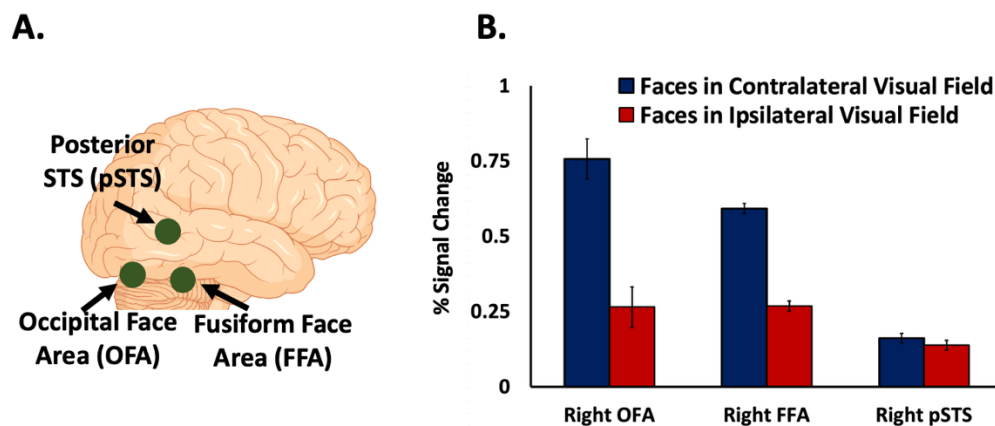 A.
Posterior
STS (pSTS)
Occipital Face
Area (OFA)
Fusiform Face
Area (FFA)
B.
Faces in Contralateral Visual Field
Faces in Ipsilateral Visual Field
% Signal Change
1
0.75
0.5
0.25
0
Right OFA
Right FFA
Right pSTS